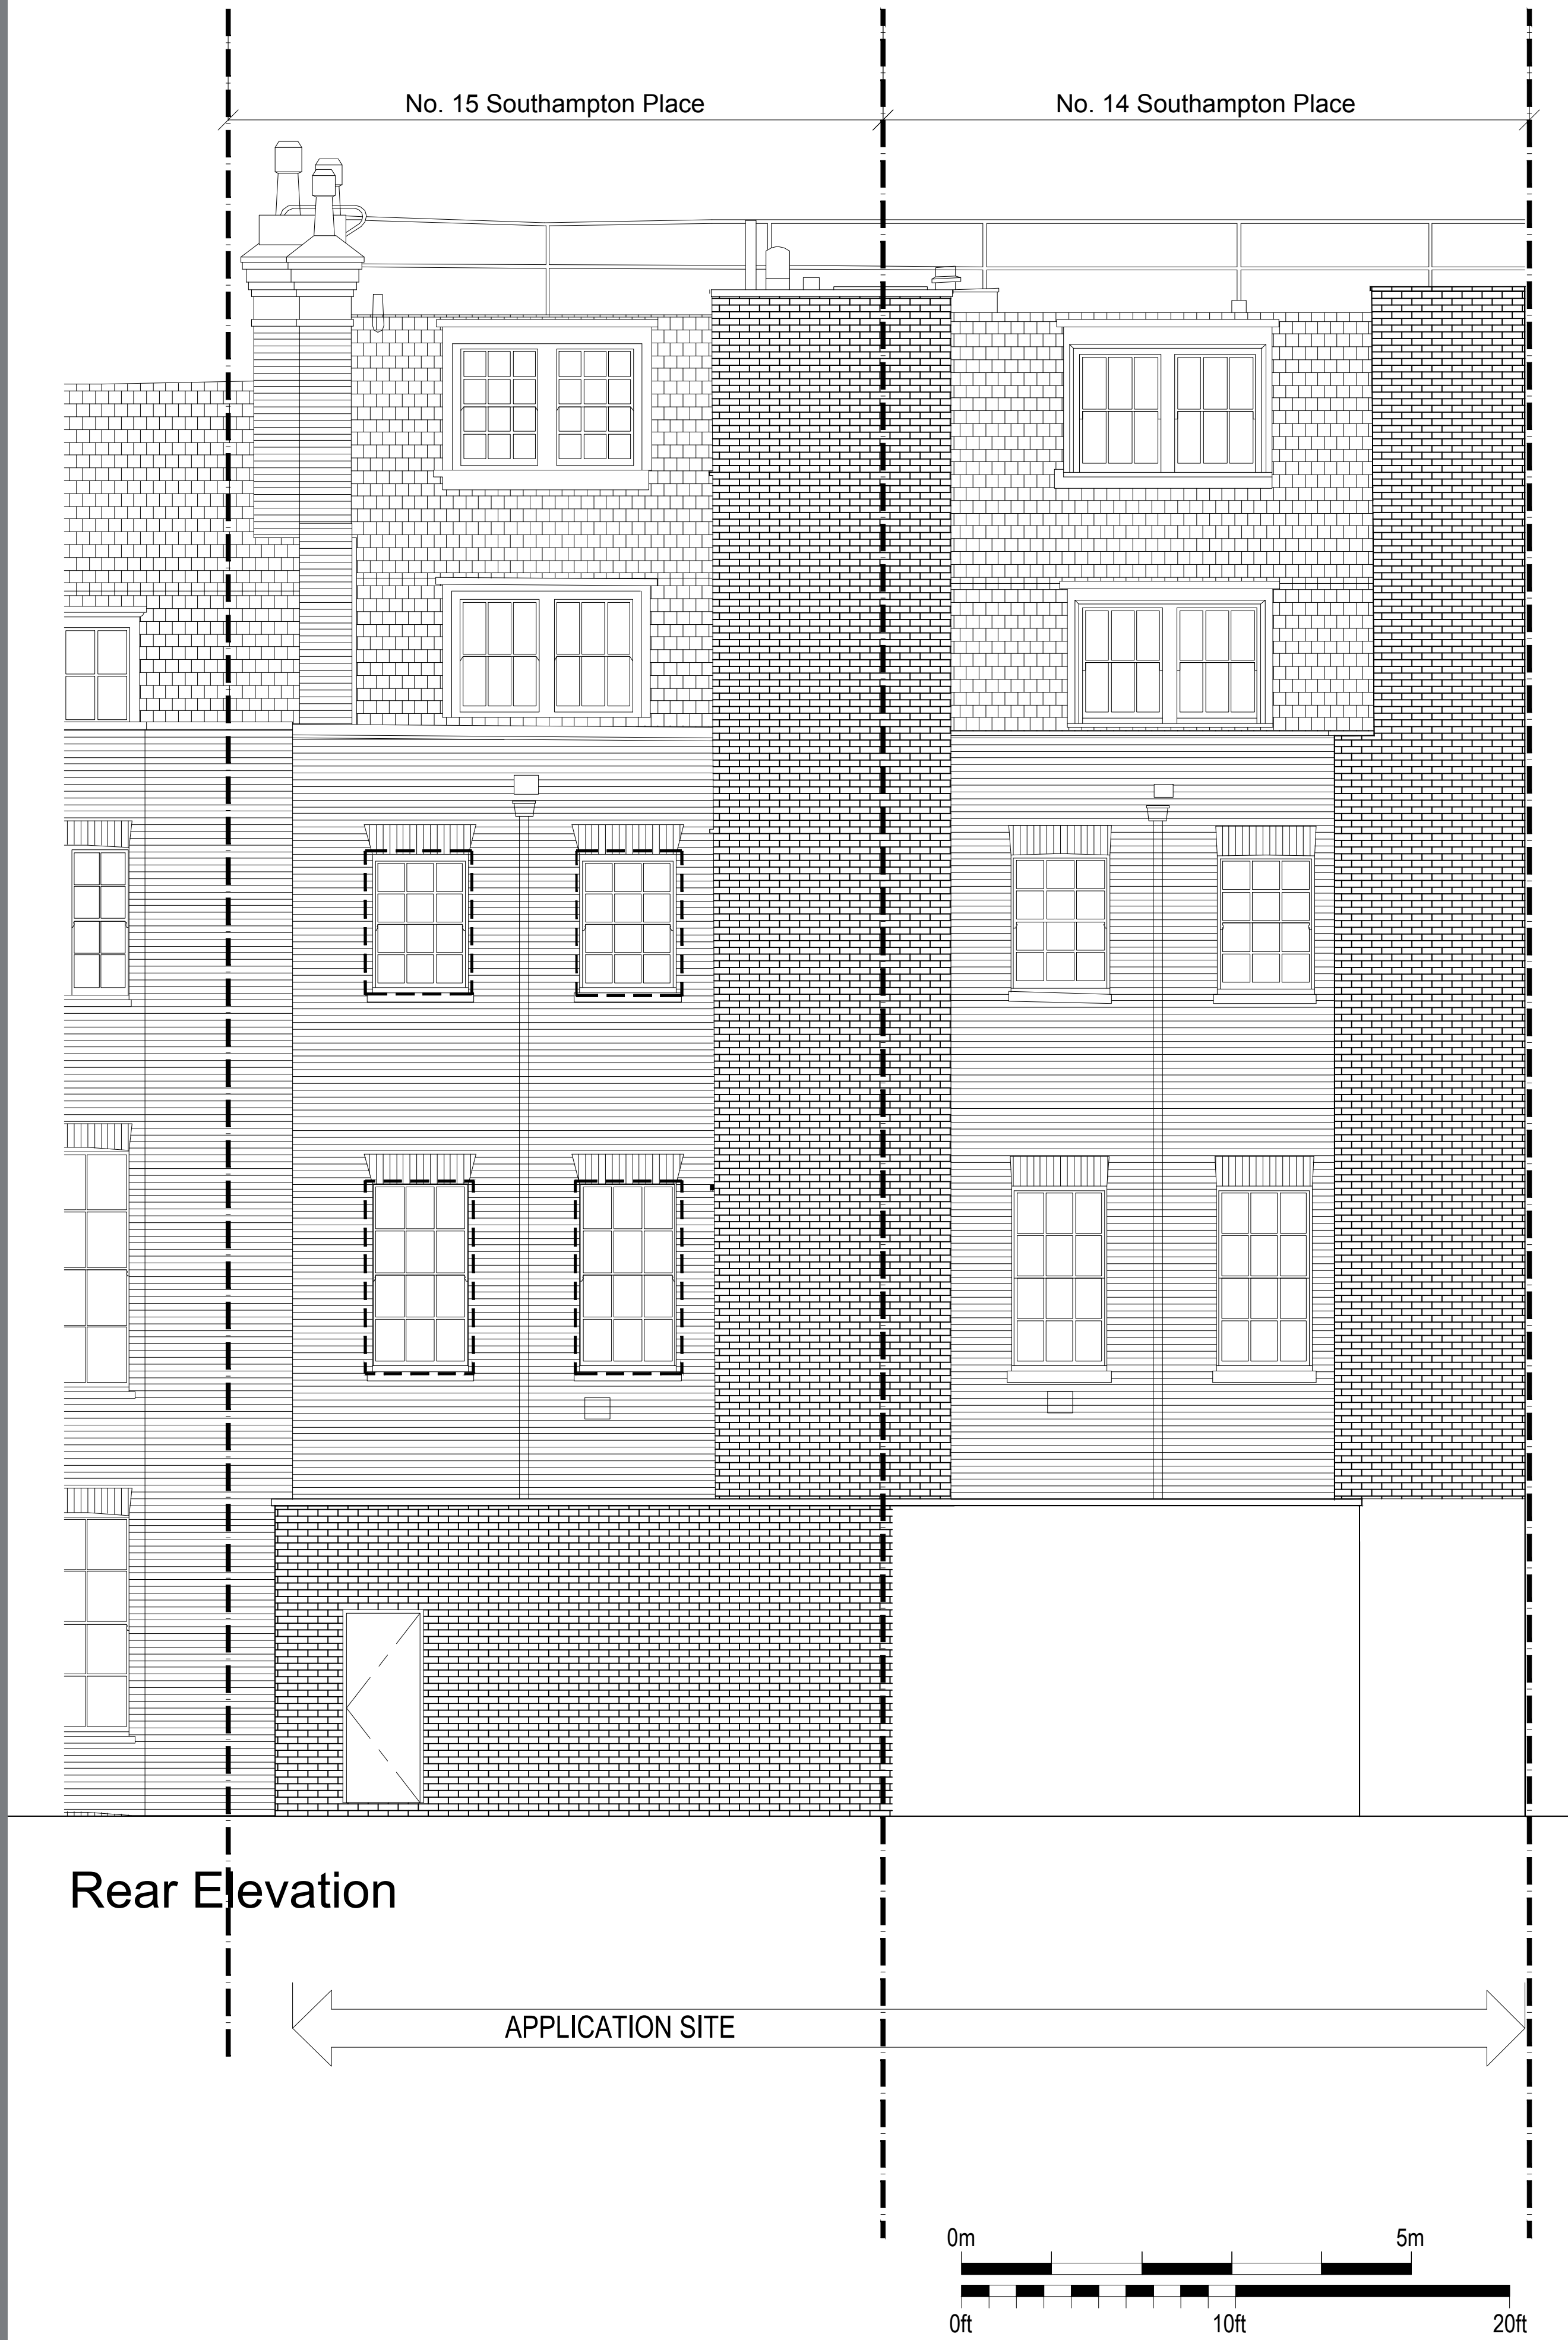 No. 15 Southampton Place
No. 14 Southampton Place
Rear Elevation
APPLICATION SITE
0m 5m
0ft 10ft 20ft